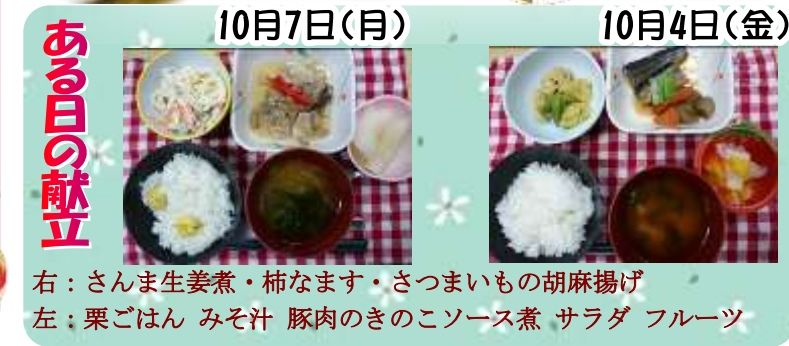 ある日の献立
10月7日(月)
10月4日(金)
右：さんま生姜煮・柿なます・さつまいもの胡麻揚げ
左：栗ごはん みそ汁 豚肉のきのこソース煮 サラダ フルーツ